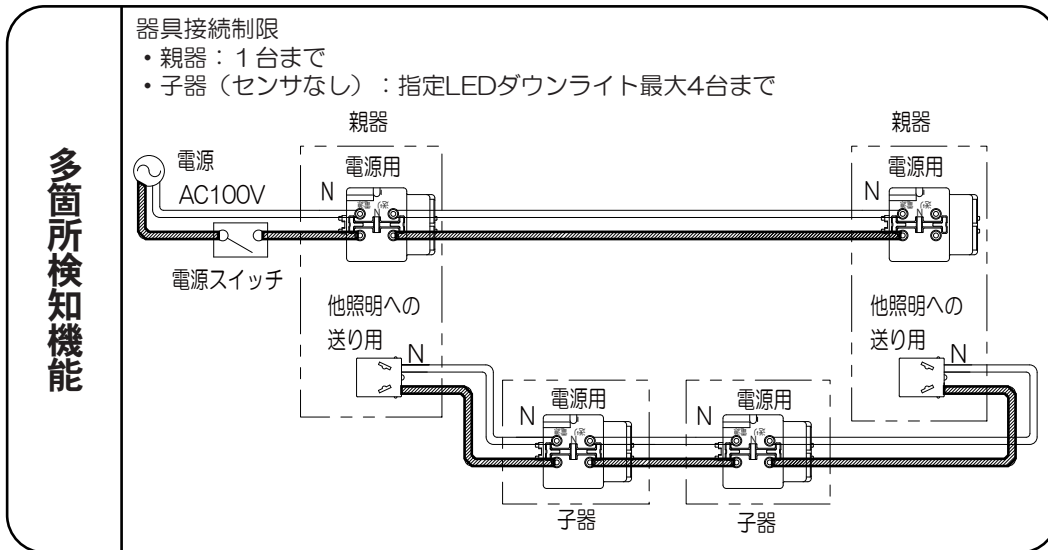 多箇所検知機能
器具接続制限
・親器：１台まで
・子器（センサなし）：指定LEDダウンライト最大4台まで
親器
親器
電源
AC100V
N
電源用
N
電源用
N
N
電源スイッチ
他照明への
送り用
N
他照明への
送り用
N
N
電源用
N
電源用
N
N
子器
子器